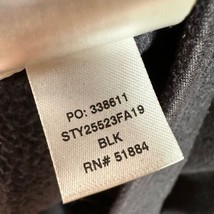 PO: 338611
STY25523FA19
BLK
RN# 51884